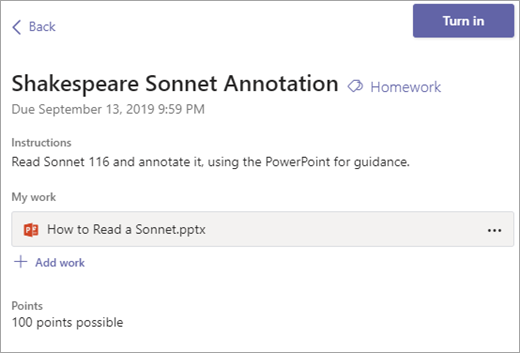 Back
Turn in
Shakespeare Sonnet Annotation Homework
Due September 13, 2019 9:59 PM
Instructions
Read Sonnet 116 and annotate it, using the PowerPoint for guidance.
My work
How to Read a Sonnet.pptx
Add work
Points
100 points possible